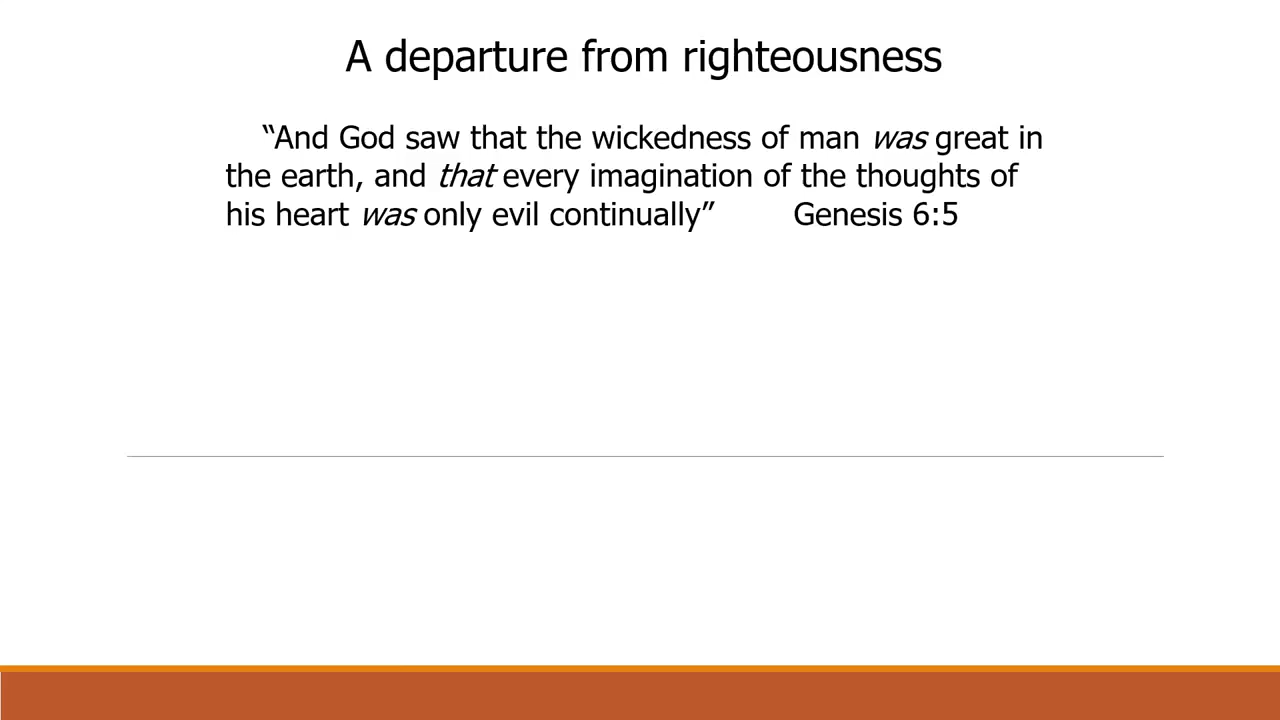 A departure from righteousness
“And God saw that the wickedness of man was great in
the earth, and that every imagination of the thoughts of
his heart was only evil continually” Genesis 6:5